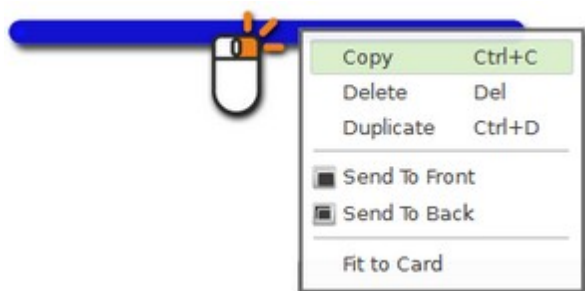 Copy Ctrl+C
Delete Del
Duplicate Ctrl+D
Send To Front
Send To Back
Fit to Card